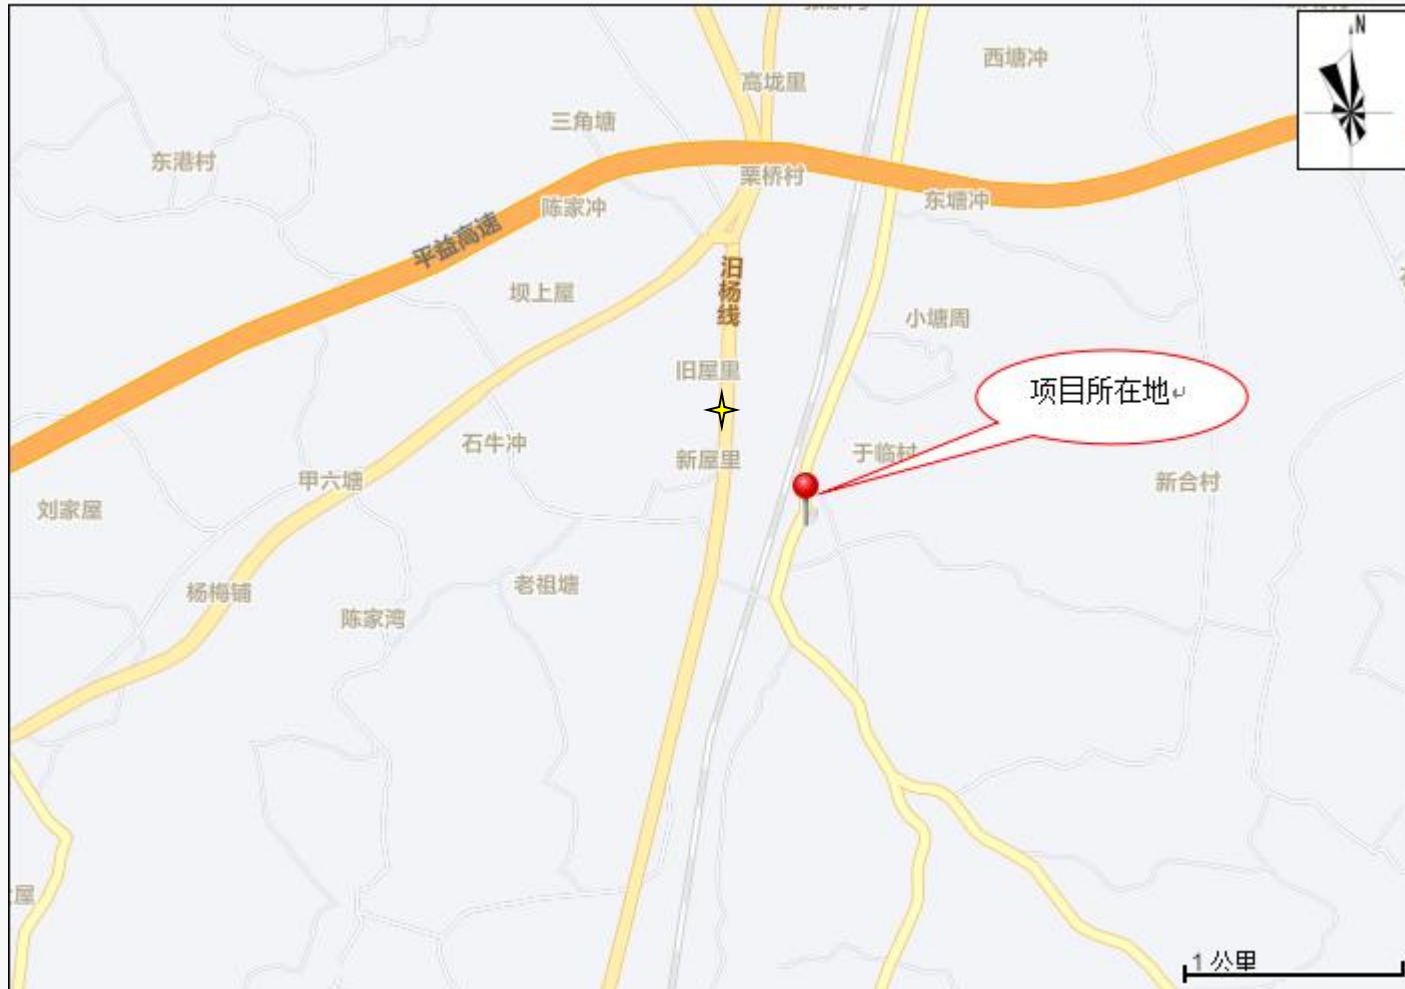 N
西塘冲
高垅里
三角塘
东港村
栗桥村
陈家冲
东塘冲
平益高速
汨杨线
坝上屋
小塘周
旧屋里
项目所在地
石牛冲
新屋里
于临村
甲六塘
新合村
刘家屋
老祖塘
杨梅铺
陈家湾
屋
1 公里